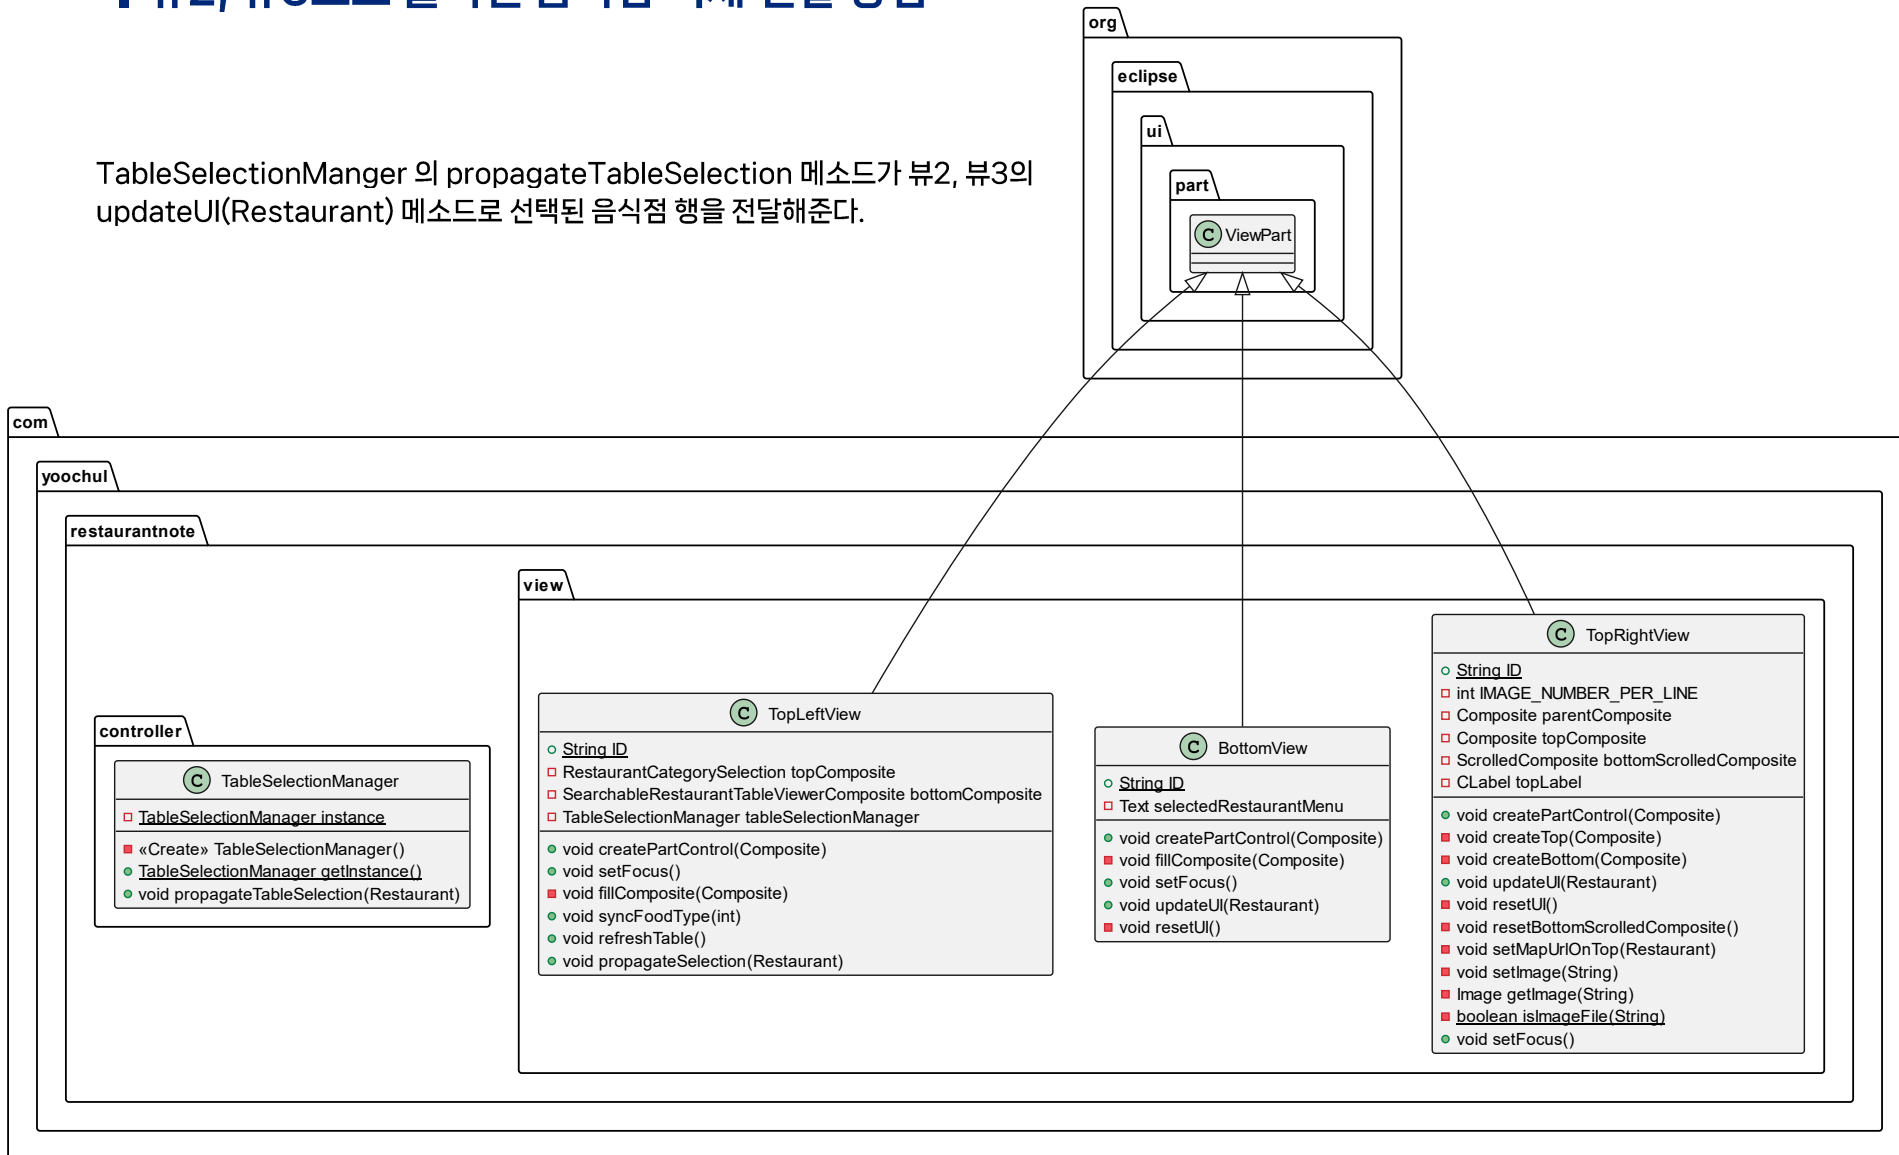 org
eclipse
ui
part
C ViewPart
TableSelectionManger 의 propagateTableSelection 메소드가 뷰2, 뷰3의
updateUI(Restaurant) 메소드로 선택된 음식점 행을 전달해준다.
com
yoochul
restaurantnote
view
controller
C TableSelectionManager
TableSelectionManager instance
«Create» TableSelectionManager()
TableSelectionManager getInstance()
void propagateTableSelection(Restaurant)
C TopLeftView
String ID
RestaurantCategorySelection topComposite
SearchableRestaurantTableViewerComposite bottomComposite
TableSelectionManager tableSelectionManager
void createPartControl(Composite)
void setFocus()
void fillComposite(Composite)
void syncFoodType(int)
void refreshTable()
void propagateSelection(Restaurant)
C BottomView
String ID
Text selectedRestaurantMenu
void createPartControl(Composite)
void fillComposite(Composite)
void setFocus()
void updateUI(Restaurant)
void resetUI()
C TopRightView
String ID
int IMAGE_NUMBER_PER_LINE
Composite parentComposite
Composite topComposite
ScrolledComposite bottomScrolledComposite
CLabel topLabel
void createPartControl(Composite)
void createTop(Composite)
void createBottom(Composite)
void updateUI(Restaurant)
void resetUI()
void resetBottomScrolledComposite()
void setMapUrlOnTop(Restaurant)
void setImage(String)
Image getImage(String)
boolean isImageFile(String)
void setFocus()